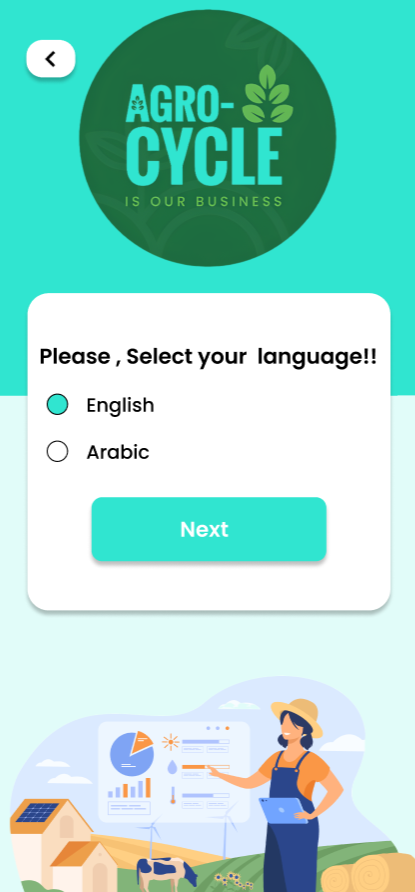 AGRO-
CYCLE
IS OUR BUSINESS
Please , Select your  language!!
English
Arabic
Next